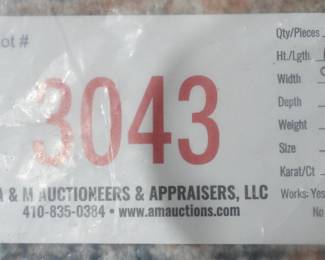 ot #
3043
A & M AUCTIONEERS & APPRAISERS, LLC
410-835-0384 • www.amauctions.com
Qty/Pieces
Ht./Lgth
Width
Depth
Weight
Size
Karat/Ct
Works: Yes
No